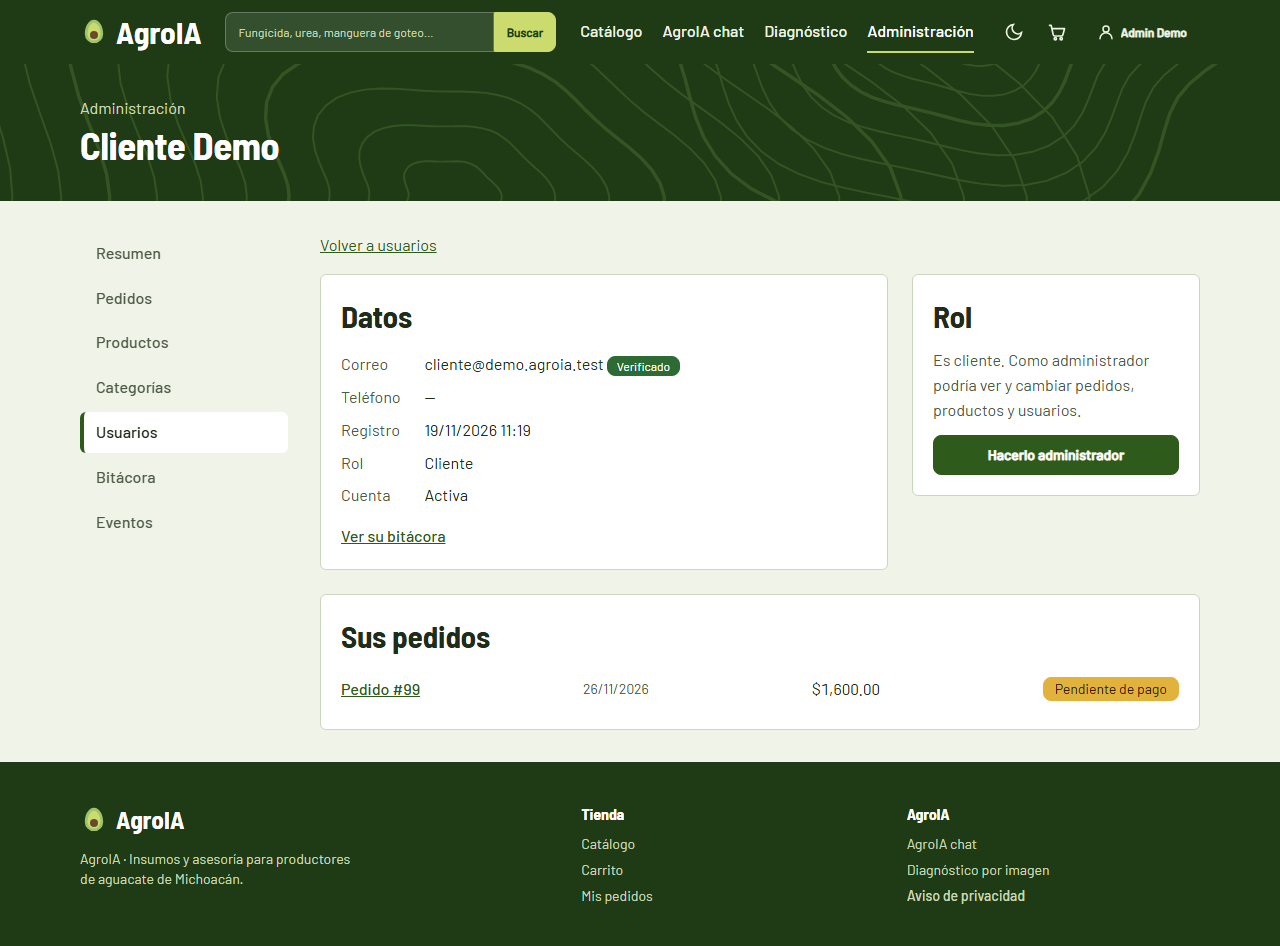 AgroIA
Fungicida, urea, manguera de goteo...
Buscar
Catálogo
AgroIA chat
Diagnóstico
Administración
Admin Demo
Administración
Cliente Demo
Resumen
Pedidos
Productos
Categorías
Usuarios
Bitácora
Eventos
Volver a usuarios
Datos
Correo cliente@demo.agroia.test Verificado
Teléfono —
Registro 19/11/2026 11:19
Rol Cliente
Cuenta Activa
Ver su bitácora
Rol
Es cliente. Como administrador
podría ver y cambiar pedidos,
productos y usuarios.
Hacerlo administrador
Sus pedidos
Pedido #99 26/11/2026 $1,600.00 Pendiente de pago
AgroIA
AgroIA · Insumos y asesoría para productores
de aguacate de Michoacán.
Tienda
Catálogo
Carrito
Mis pedidos
AgroIA
AgroIA chat
Diagnóstico por imagen
Aviso de privacidad